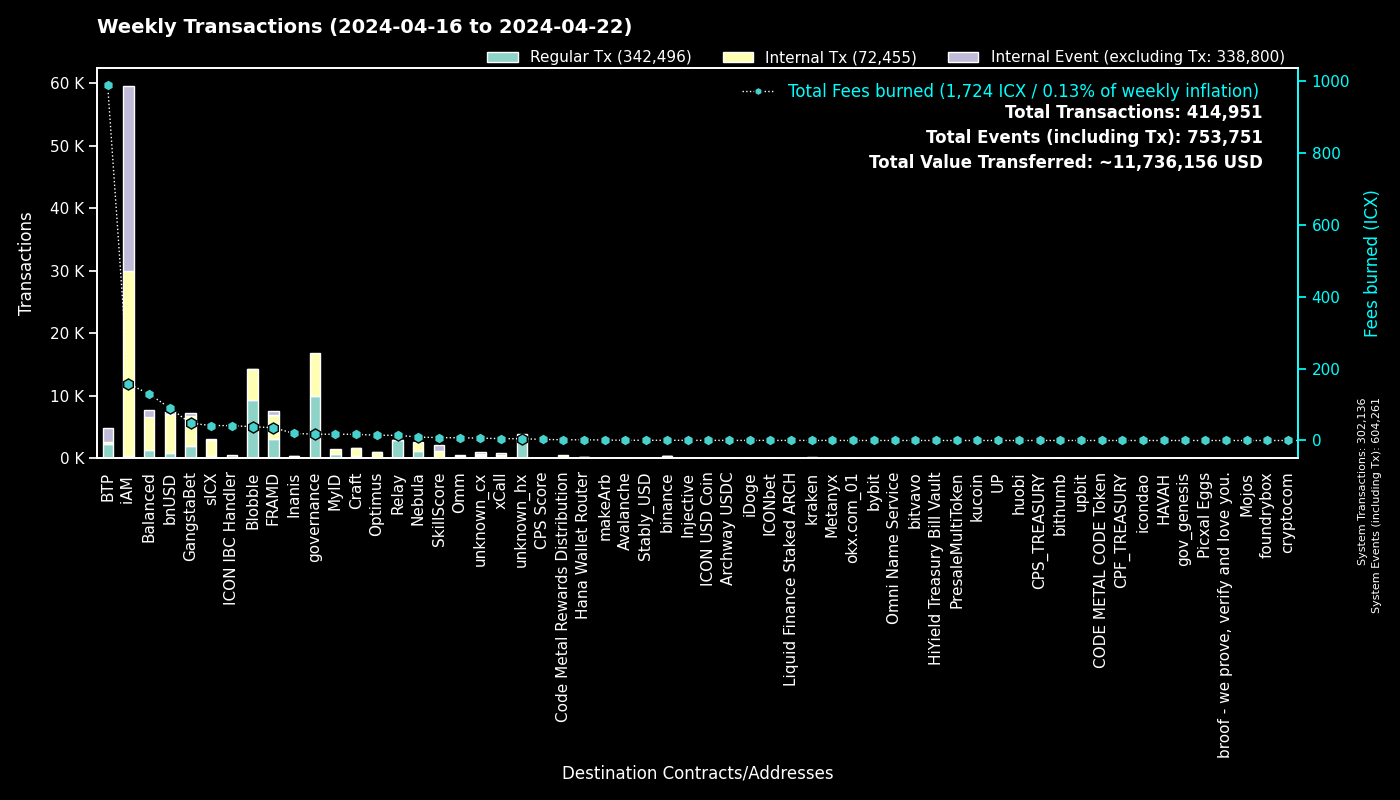 Weekly Transactions (2024-04-16 to 2024-04-22)
Regular Tx (342,496)
Internal Tx (72,455)
Internal Event (excluding Tx: 338,800)
Total Fees burned (1,724 ICX / 0.13% of weekly inflation)
Total Transactions: 414,951
Total Events (including Tx): 753,751
Total Value Transferred: ~11,736,156 USD
Transactions
60 K
50 K
40 K
30 K
20 K
10 K
0 K
1000
800
600
400
200
0
Fees burned (ICX)
System Transactions: 302,136
System Events (including Tx): 604,261
BTP
iAM
Balanced
bnUSD
GangstaBet
sICX
ICON IBC Handler
Blobble
FRAMD
Inanis
governance
MyID
Craft
Optimus
Relay
Nebula
SkillScore
Omm
unknown_cx
xCall
unknown_hx
CPS Score
Code Metal Rewards Distribution
Hana Wallet Router
makeArb
Avalanche
Stably_USD
binance
Injective
ICON USD Coin
Archway USDC
iDoge
ICONbet
Liquid Finance Staked ARCH
kraken
Metanyx
okx.com_01
bybit
Omni Name Service
bitvavo
HiYield Treasury Bill Vault
PresaleMultiToken
kucoin
UP
huobi
CPS_TREASURY
bithumb
upbit
CODE METAL CODE Token
CPF_TREASURY
icondao
HAVAH
gov_genesis
Picxal Eggs
broof - we prove, verify and love you.
Mojos
foundrybox
cryptocom
Destination Contracts/Addresses